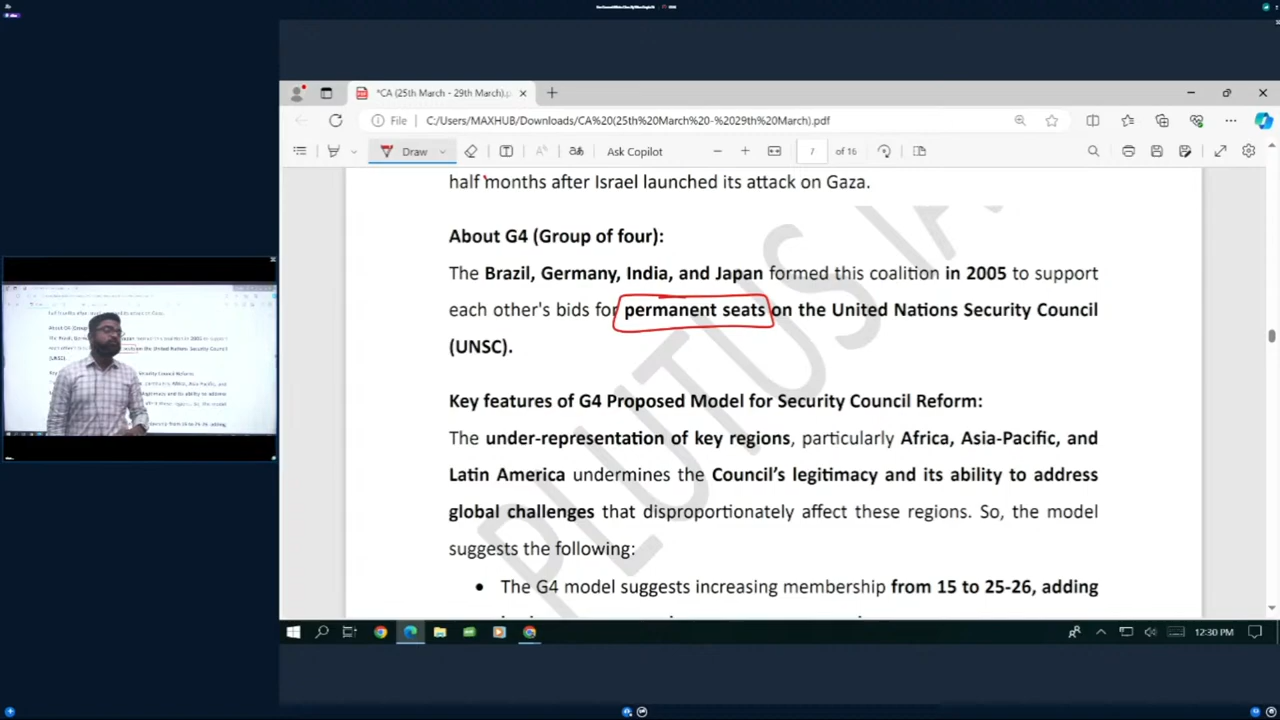 *CA (25th March - 29th March).p
File C:/Users/MAXHUB/Downloads/CA%20(25th%20March%20-%2029th%20March).pdf
Draw Ask Copilot 7 of 16
half months after Israel launched its attack on Gaza.
About G4 (Group of four):
The Brazil, Germany, India, and Japan formed this coalition in 2005 to support
each other's bids for permanent seats on the United Nations Security Council
(UNSC).
Key features of G4 Proposed Model for Security Council Reform:
The under-representation of key regions, particularly Africa, Asia-Pacific, and
Latin America undermines the Council's legitimacy and its ability to address
global challenges that disproportionately affect these regions. So, the model
suggests the following:
• The G4 model suggests increasing membership from 15 to 25-26, adding
PLUTUS IA
12:30 PM